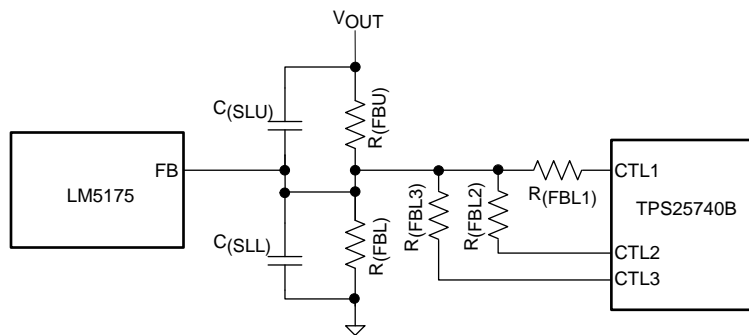 VOUT
C(SLU)
R(FBU)
FB
LM5175
CTL1
R(FBL1)
TPS25740B
R(FBL3)
R(FBL2)
R(FBL)
C(SLL)
CTL2
CTL3